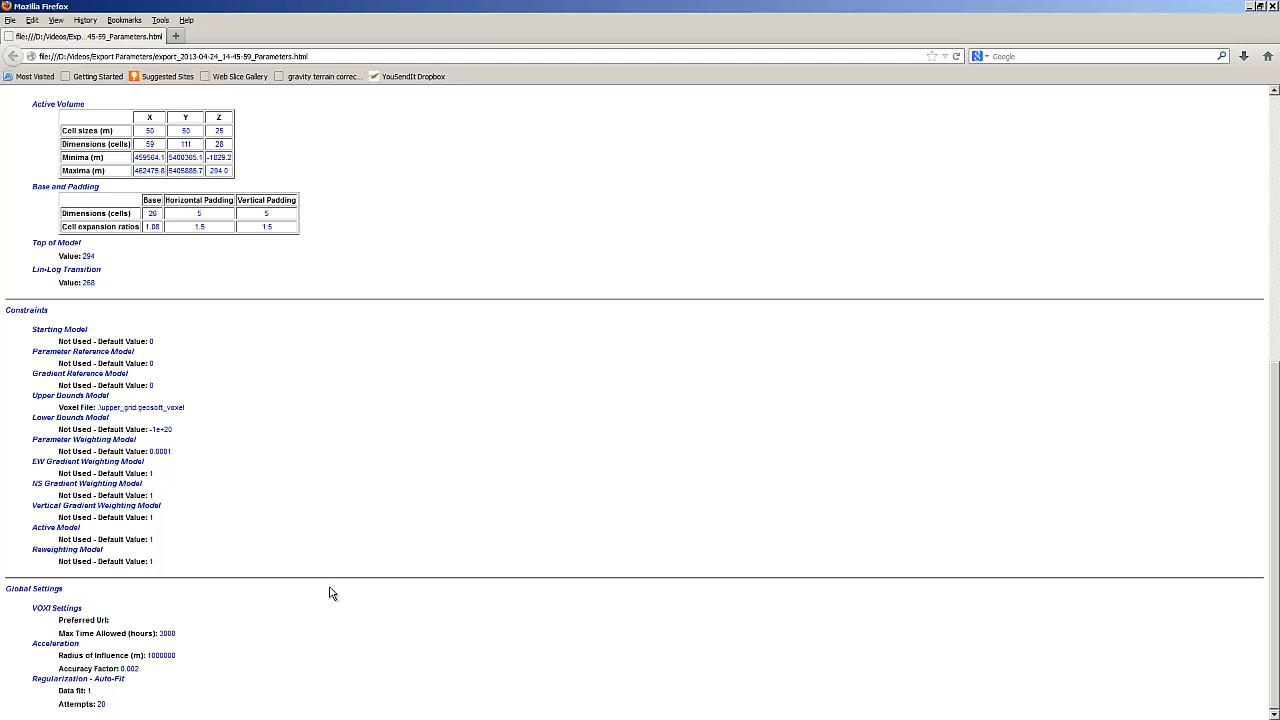 Mozilla Firefox
File Edit View History Bookmarks Tools Help
file:///D:/Videos/Exp...45-59_Parameters.html
file:///D:/Videos/Export Parameters/export_2013-04-24_14-45-59_Parameters.html
Google
Most Visited Getting Started Suggested Sites Web Slice Gallery gravity terrain correc... YouSendIt Dropbox
Active Volume
X Y Z
Cell sizes (m) 50 50 25
Dimensions (cells) 59 111 28
Minima (m) 459564.1 5400365.1 -1829.2
Maxima (m) 462475.8 5405885.7 294.0
Base and Padding
Base Horizontal Padding Vertical Padding
Dimensions (cells) 26 5 5
Cell expansion ratios 1.08 1.5 1.5
Top of Model
Value: 294
Lin-Log Transition
Value: 268
Constraints
Starting Model
Not Used - Default Value: 0
Parameter Reference Model
Not Used - Default Value: 0
Gradient Reference Model
Not Used - Default Value: 0
Upper Bounds Model
Voxel File: .\upper_grid.geosoft_voxel
Lower Bounds Model
Not Used - Default Value: -1e+20
Parameter Weighting Model
Not Used - Default Value: 0.0001
EW Gradient Weighting Model
Not Used - Default Value: 1
NS Gradient Weighting Model
Not Used - Default Value: 1
Vertical Gradient Weighting Model
Not Used - Default Value: 1
Active Model
Not Used - Default Value: 1
Reweighting Model
Not Used - Default Value: 1
Global Settings
VOXI Settings
Preferred Url:
Max Time Allowed (hours): 3000
Acceleration
Radius of Influence (m): 1000000
Accuracy Factor: 0.002
Regularization - Auto-Fit
Data fit: 1
Attempts: 20